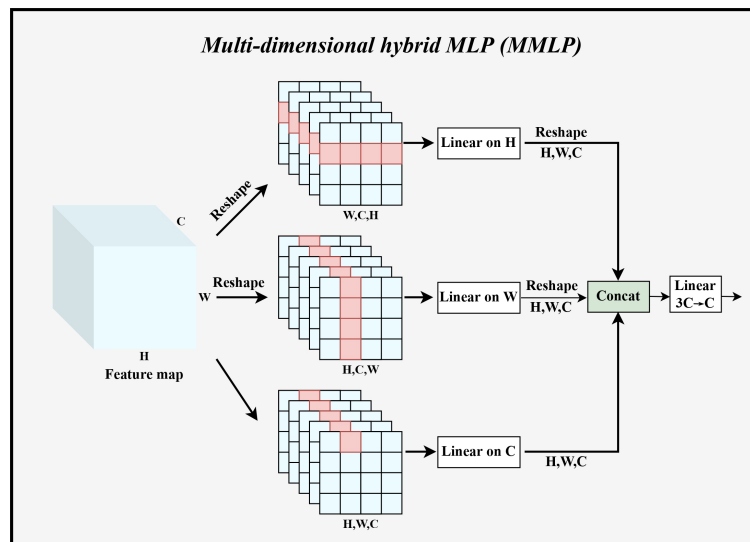 Multi-dimensional hybrid MLP (MMLP)
C
W
H
Feature map
Reshape
W,C,H
Linear on H
Reshape
H,W,C
Reshape
H,C,W
Linear on W
Reshape
H,W,C
H,W,C
Linear on C
H,W,C
Concat
Linear
3C→C